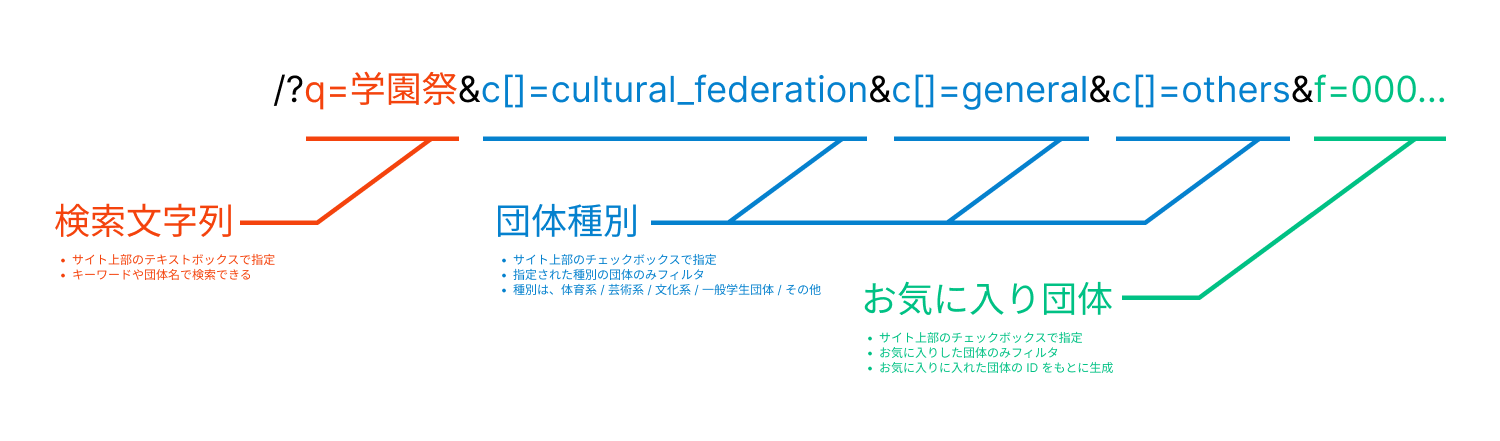 /?q=学園祭&c[]=cultural_federation&c[]=general&c[]=others&f=000...
検索文字列
• サイト上部のテキストボックスで指定
• キーワードや団体名で検索できる
団体種別
• サイト上部のチェックボックスで指定
• 指定された種別の団体のみフィルタ
• 種別は、体育系 / 芸術系 / 文化系 / 一般学生団体 / その他
お気に入り団体
• サイト上部のチェックボックスで指定
• お気に入りした団体のみフィルタ
• お気に入りに入れた団体の ID をもとに生成